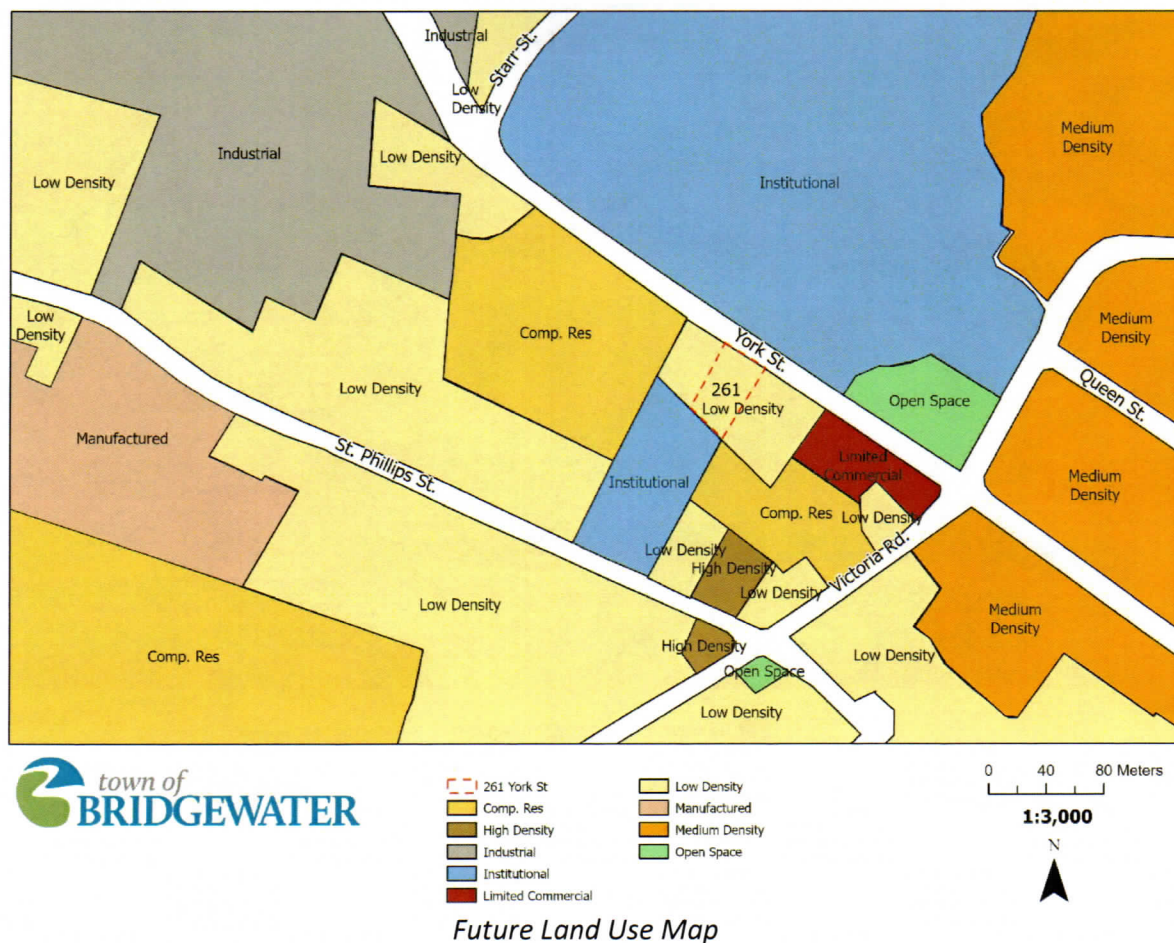 Industrial
Starr St.
Low
Density
Medium
Density
Industrial
Low Density
Low Density
Institutional
Low
Density
Comp. Res
York St.
Medium
Density
Low Density
261
Low Density
Open Space
Queen St.
Manufactured
St. Phillips St.
Limited
Commercial
Institutional
Medium
Density
Comp. Res
Low Density
Low Density
High Density
Victoria Rd.
Low Density
Low Density
Medium
Density
High Density
Comp. Res
Low Density
Open Space
Low Density
town of
BRIDGEWATER
261 York St
Comp. Res
High Density
Industrial
Institutional
Limited Commercial
Low Density
Manufactured
Medium Density
Open Space
0 40 80 Meters
1:3,000
N
Future Land Use Map